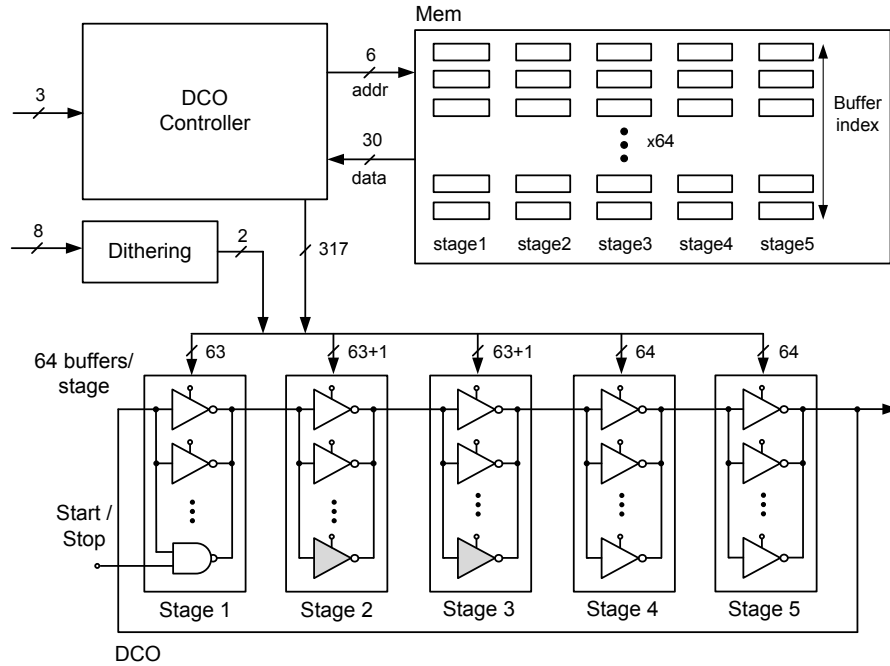 Mem
3
DCO
Controller
6
addr
30
data
x64
Buffer
index
stage1 stage2 stage3 stage4 stage5
8
Dithering
2
317
64 buffers/
stage
63
63+1
63+1
64
64
Start /
Stop
Stage 1
Stage 2
Stage 3
Stage 4
Stage 5
DCO